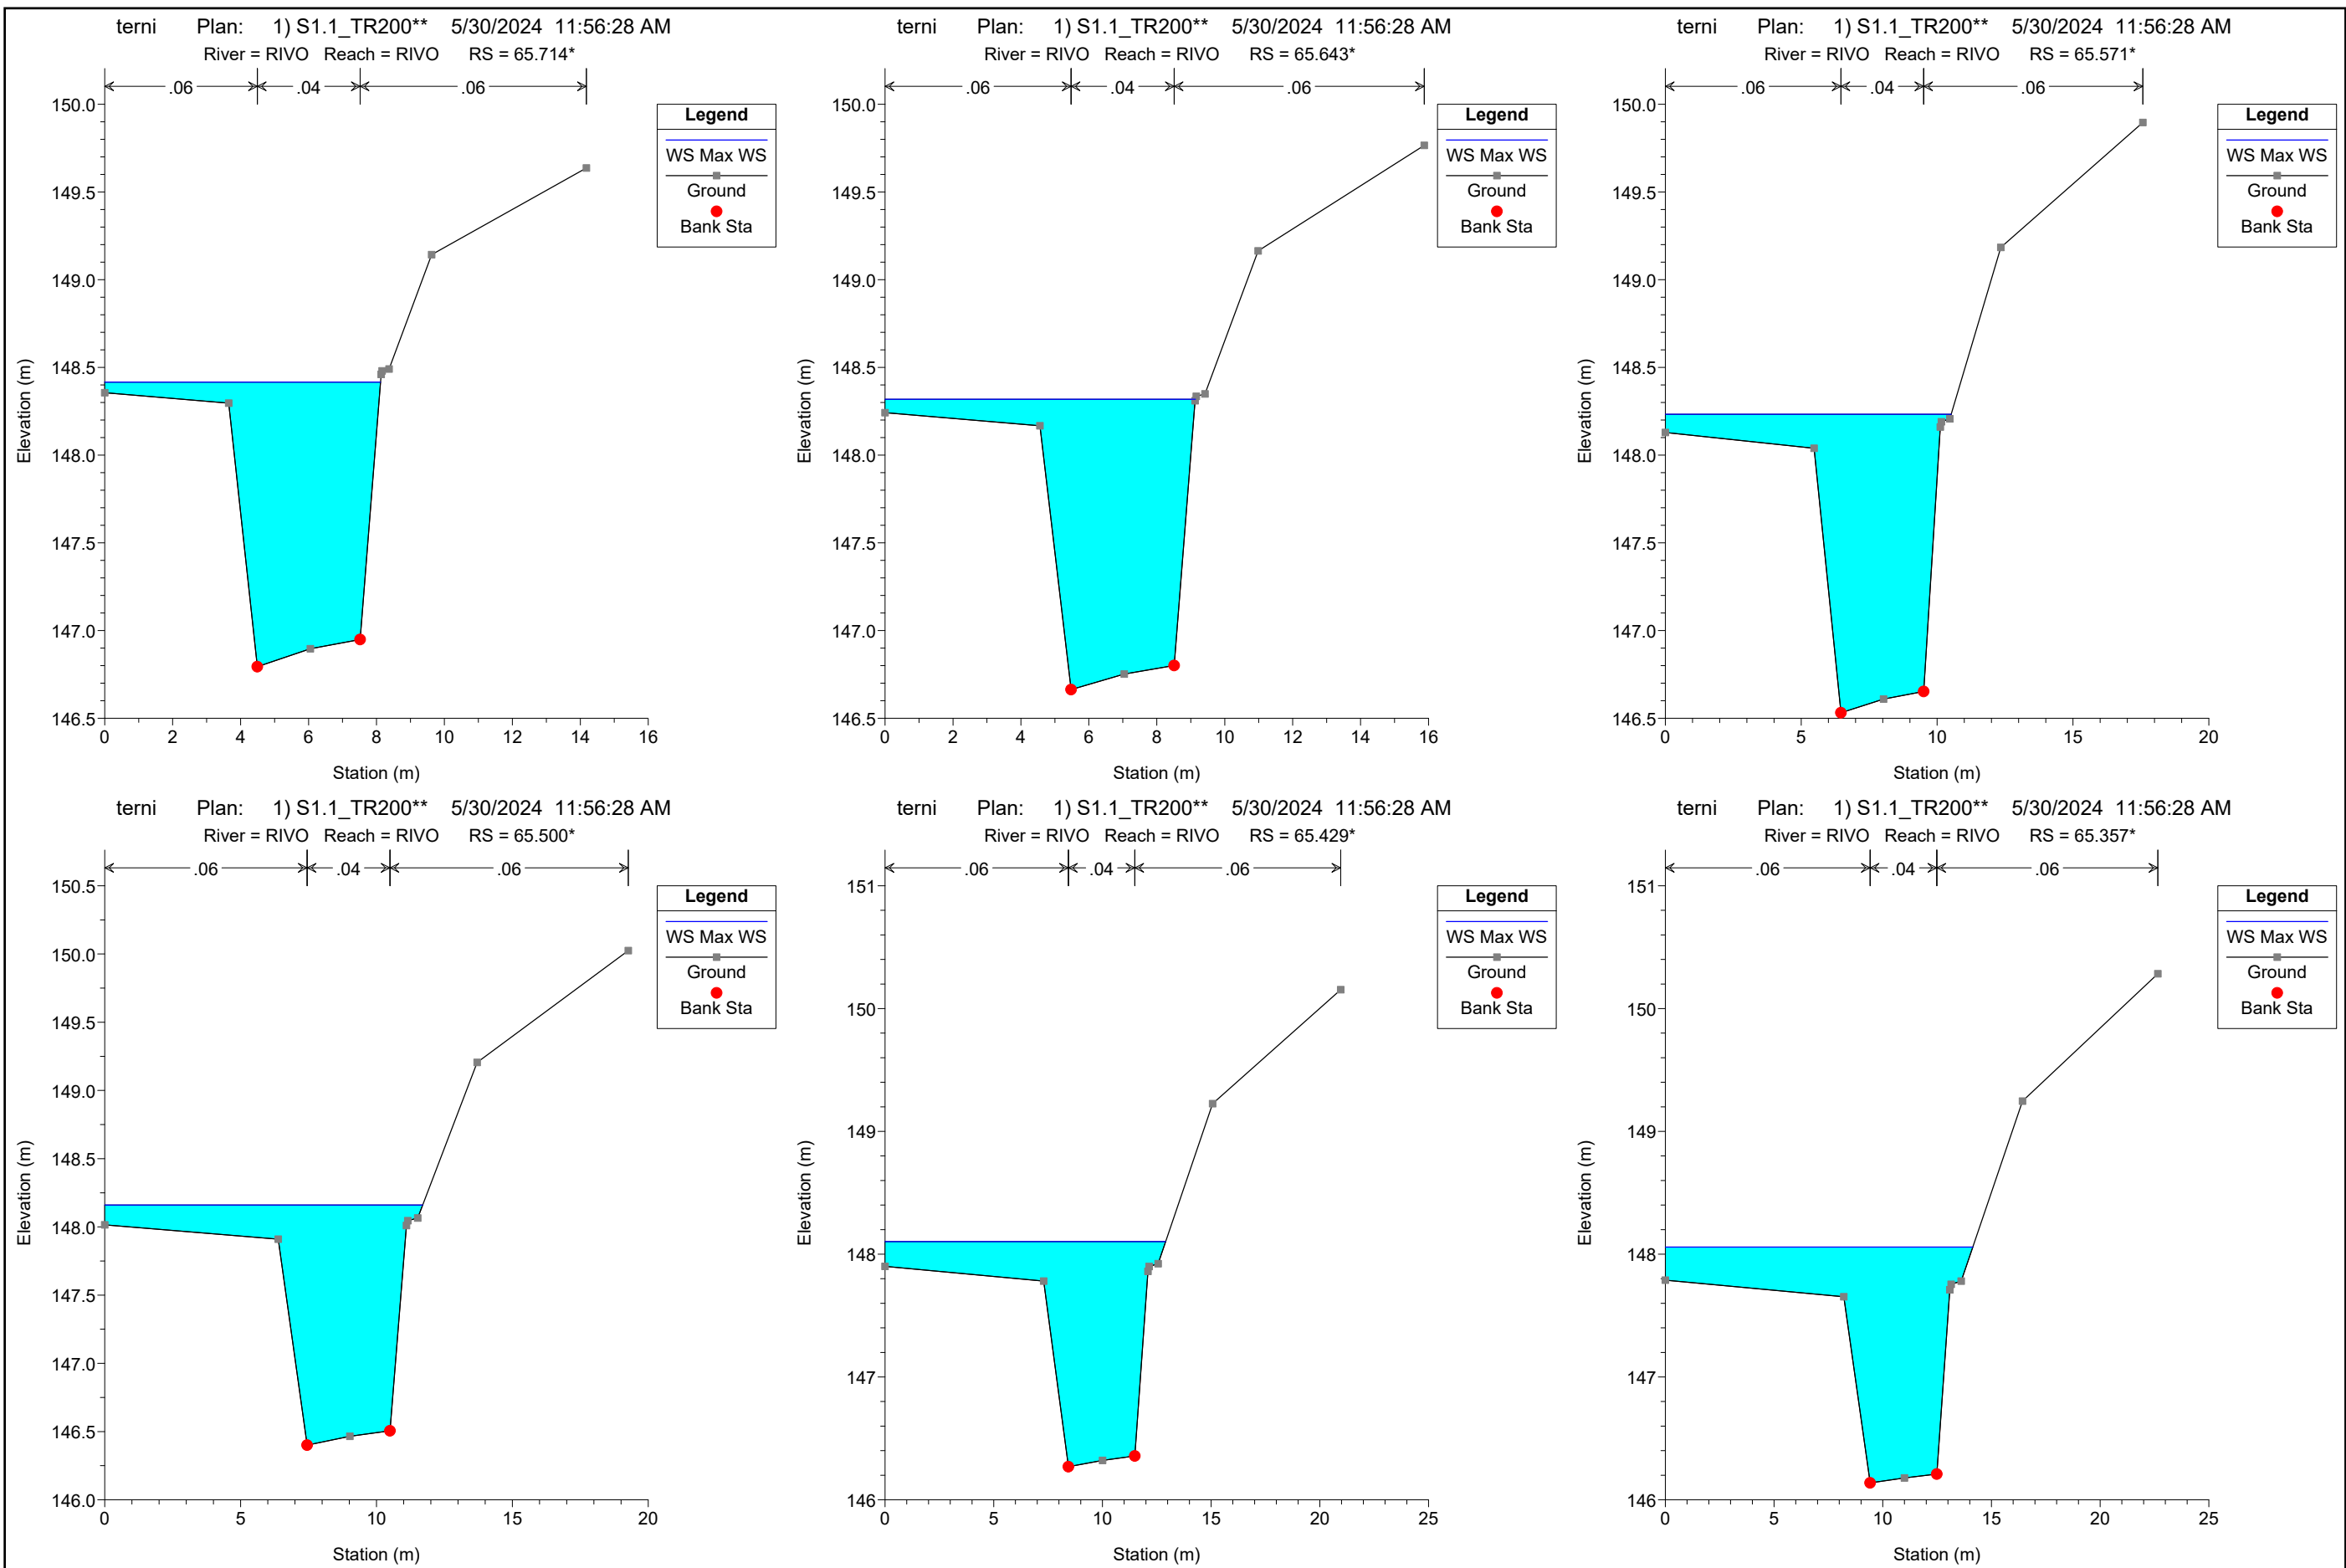 terni Plan: 1) S1.1_TR200** 5/30/2024 11:56:28 AM
River = RIVO Reach = RIVO RS = 65.714*
.06 .04 .06
Legend
WS Max WS
Ground
Bank Sta
150.0
149.5
149.0
148.5
148.0
147.5
147.0
146.5
Elevation (m)
0 2 4 6 8 10 12 14 16
Station (m)
terni Plan: 1) S1.1_TR200** 5/30/2024 11:56:28 AM
River = RIVO Reach = RIVO RS = 65.643*
.06 .04 .06
Legend
WS Max WS
Ground
Bank Sta
150.0
149.5
149.0
148.5
148.0
147.5
147.0
146.5
Elevation (m)
0 2 4 6 8 10 12 14 16
Station (m)
terni Plan: 1) S1.1_TR200** 5/30/2024 11:56:28 AM
River = RIVO Reach = RIVO RS = 65.571*
.06 .04 .06
Legend
WS Max WS
Ground
Bank Sta
150.0
149.5
149.0
148.5
148.0
147.5
147.0
146.5
Elevation (m)
0 5 10 15 20
Station (m)
terni Plan: 1) S1.1_TR200** 5/30/2024 11:56:28 AM
River = RIVO Reach = RIVO RS = 65.500*
.06 .04 .06
Legend
WS Max WS
Ground
Bank Sta
150.5
150.0
149.5
149.0
148.5
148.0
147.5
147.0
146.5
146.0
Elevation (m)
0 5 10 15 20
Station (m)
terni Plan: 1) S1.1_TR200** 5/30/2024 11:56:28 AM
River = RIVO Reach = RIVO RS = 65.429*
.06 .04 .06
Legend
WS Max WS
Ground
Bank Sta
151
150
149
148
147
146
Elevation (m)
0 5 10 15 20 25
Station (m)
terni Plan: 1) S1.1_TR200** 5/30/2024 11:56:28 AM
River = RIVO Reach = RIVO RS = 65.357*
.06 .04 .06
Legend
WS Max WS
Ground
Bank Sta
151
150
149
148
147
146
Elevation (m)
0 5 10 15 20 25
Station (m)